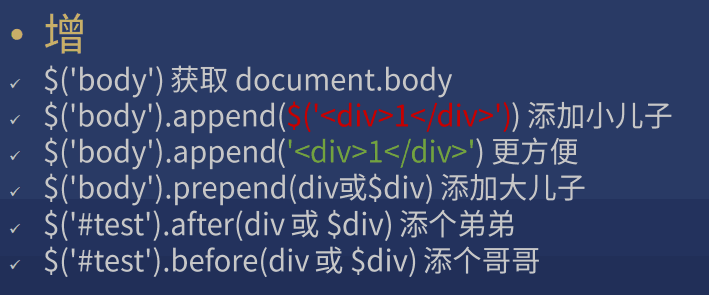 • 增
✓ $('body') 获取 document.body
✓ $('body').append($('<div>1</div>')) 添加小儿子
✓ $('body').append('<div>1</div>') 更方便
✓ $('body').prepend(div或$div) 添加大儿子
✓ $('#test').after(div 或 $div) 添个弟弟
✓ $('#test').before(div 或 $div) 添个哥哥